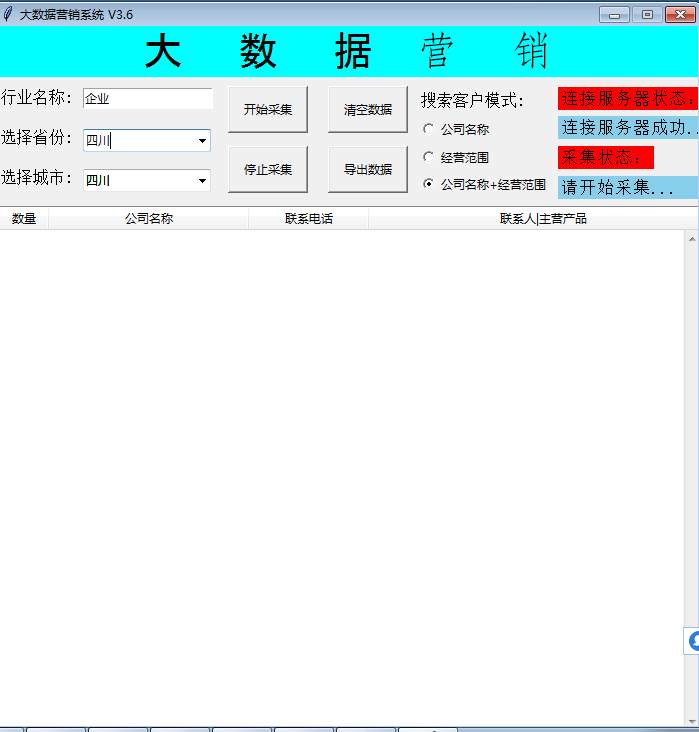 大数据营销系统 V3.6
大 数 据 营 销
行业名称: 企业
选择省份: 四川
选择城市: 四川
开始采集
清空数据
停止采集
导出数据
搜索客户模式:
公司名称
经营范围
公司名称+经营范围
连接服务器状态:
连接服务器成功..
采集状态:
请开始采集...
数量 公司名称 联系电话 联系人|主营产品